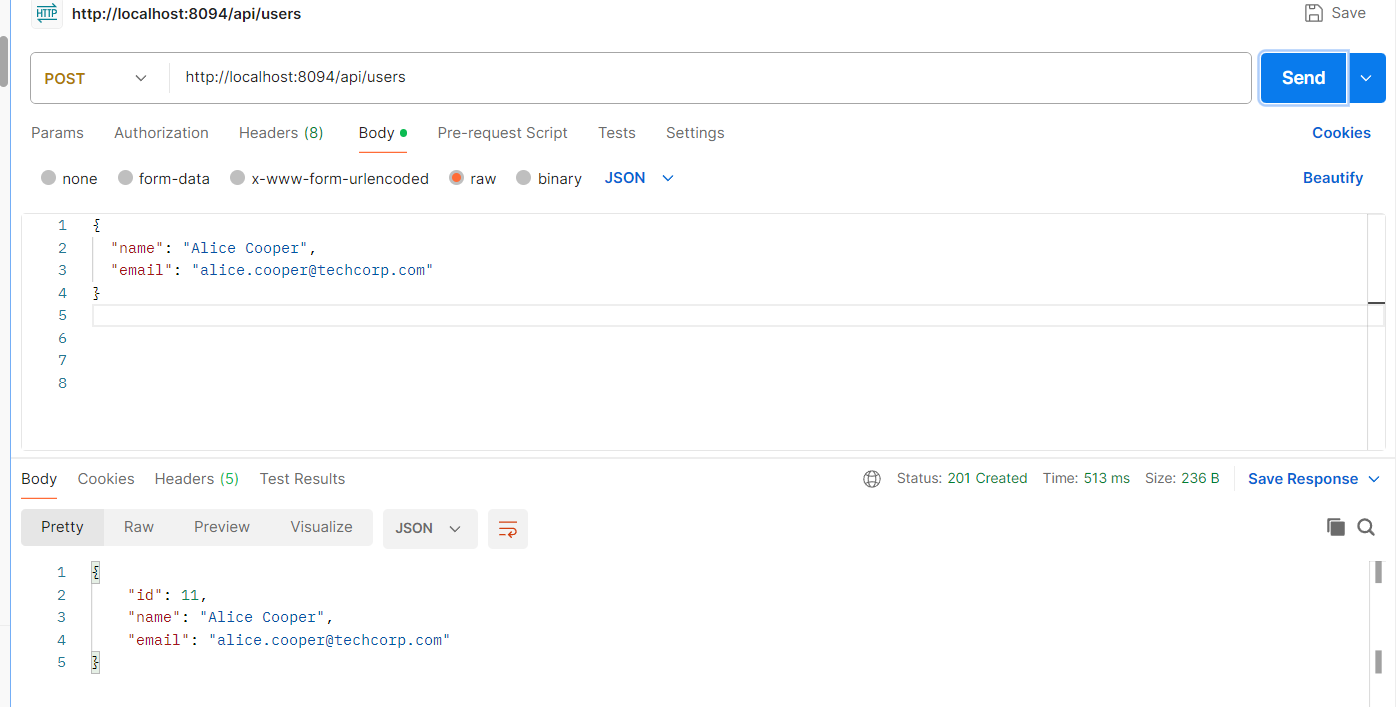 HTTP http://localhost:8094/api/users Save
POST http://localhost:8094/api/users Send
Params Authorization Headers (8) Body Pre-request Script Tests Settings Cookies
none form-data x-www-form-urlencoded raw binary JSON Beautify
1 {
2 "name": "Alice Cooper",
3 "email": "alice.cooper@techcorp.com"
4 }
5
6
7
8
Body Cookies Headers (5) Test Results Status: 201 Created Time: 513 ms Size: 236 B Save Response
Pretty Raw Preview Visualize JSON
1 {
2 "id": 11,
3 "name": "Alice Cooper",
4 "email": "alice.cooper@techcorp.com"
5 }